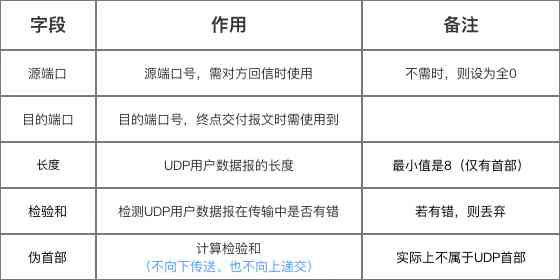 字段 作用 备注
源端口 源端口号，需对方回信时使用 不需时，则设为全0
目的端口 目的端口号，终点交付报文时需使用到
长度 UDP用户数据报的长度 最小值是8（仅有首部）
检验和 检测UDP用户数据报在传输中是否有错 若有错，则丢弃
伪首部 计算检验和 实际上不属于UDP首部
（不向下传送、也不向上递交）